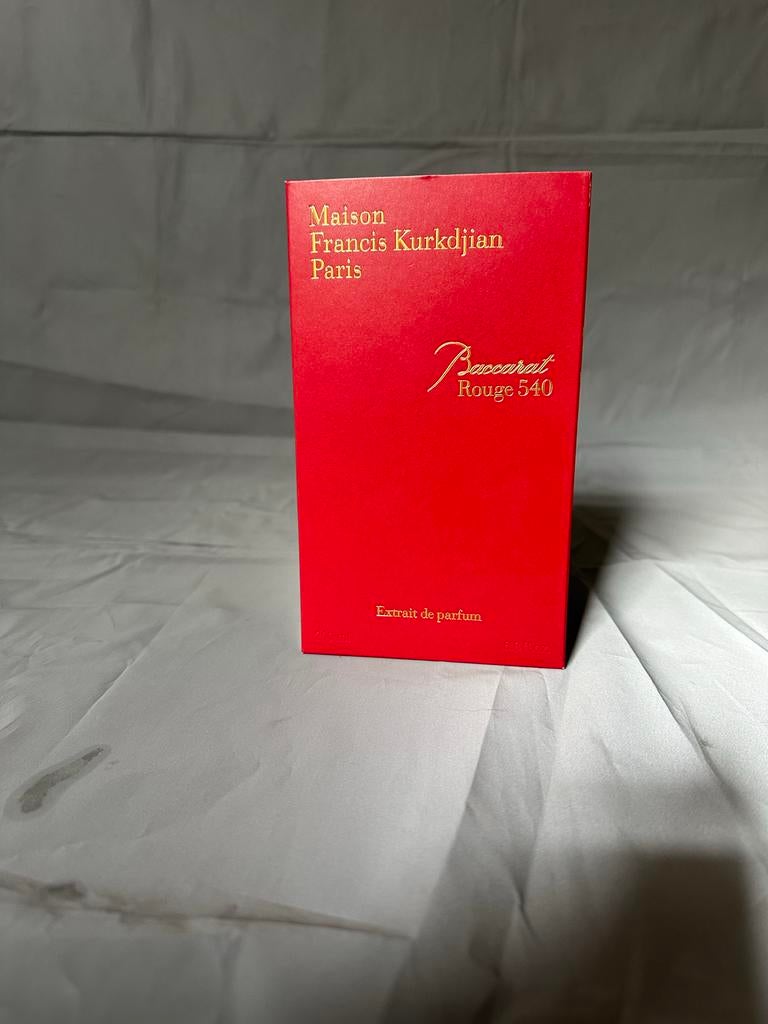 Maison
Francis Kurkdjian
Paris
Baccarat
Rouge 540
Extrait de parfum